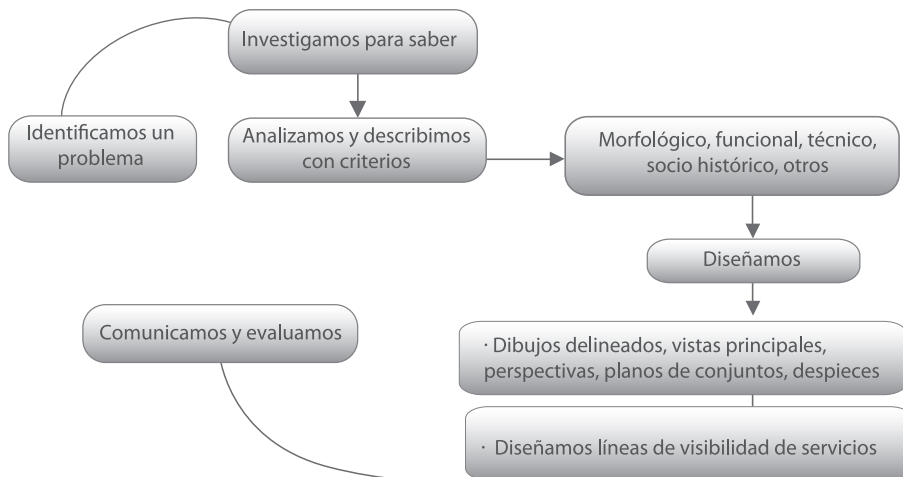 Investigamos para saber
Identificamos un
problema
Analizamos y describimos
con criterios
Morfológico, funcional, técnico,
socio histórico, otros
Diseñamos
Comunicamos y evaluamos
· Dibujos delineados, vistas principales,
perspectivas, planos de conjuntos, despieces
· Diseñamos líneas de visibilidad de servicios